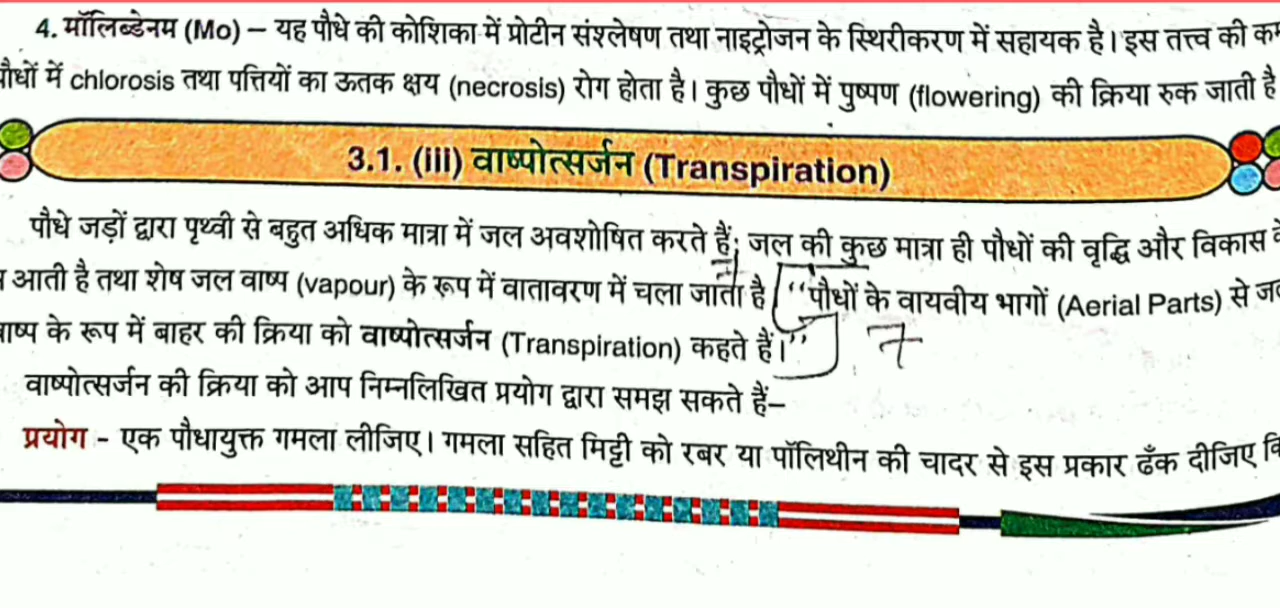 4. मॉलिब्डेनम (Mo) – यह पौधे की कोशिका में प्रोटीन संश्लेषण तथा नाइट्रोजन के स्थिरीकरण में सहायक है। इस तत्त्व की
पौधों में chlorosis तथा पत्तियों का ऊतक क्षय (necrosis) रोग होता है। कुछ पौधों में पुष्पण (flowering) की क्रिया रुक जाती है
3.1. (iii) वाष्पोत्सर्जन (Transpiration)
पौधे जड़ों द्वारा पृथ्वी से बहुत अधिक मात्रा में जल अवशोषित करते हैं; जल की कुछ मात्रा ही पौधों की वृद्धि और विकास
आती है तथा शेष जल वाष्प (vapour) के रूप में वातावरण में चला जाता है। “पौधों के वायवीय भागों (Aerial Parts) से
वाष्प के रूप में बाहर की क्रिया को वाष्पोत्सर्जन (Transpiration) कहते हैं।” 7
वाष्पोत्सर्जन की क्रिया को आप निम्नलिखित प्रयोग द्वारा समझ सकते हैं–
प्रयोग - एक पौधायुक्त गमला लीजिए। गमला सहित मिट्टी को रबर या पॉलिथीन की चादर से इस प्रकार ढँक दीजिए